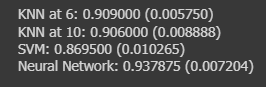 KNN at 6: 0.909000 (0.005750)
KNN at 10: 0.906000 (0.008888)
SVM: 0.869500 (0.010265)
Neural Network: 0.937875 (0.007204)